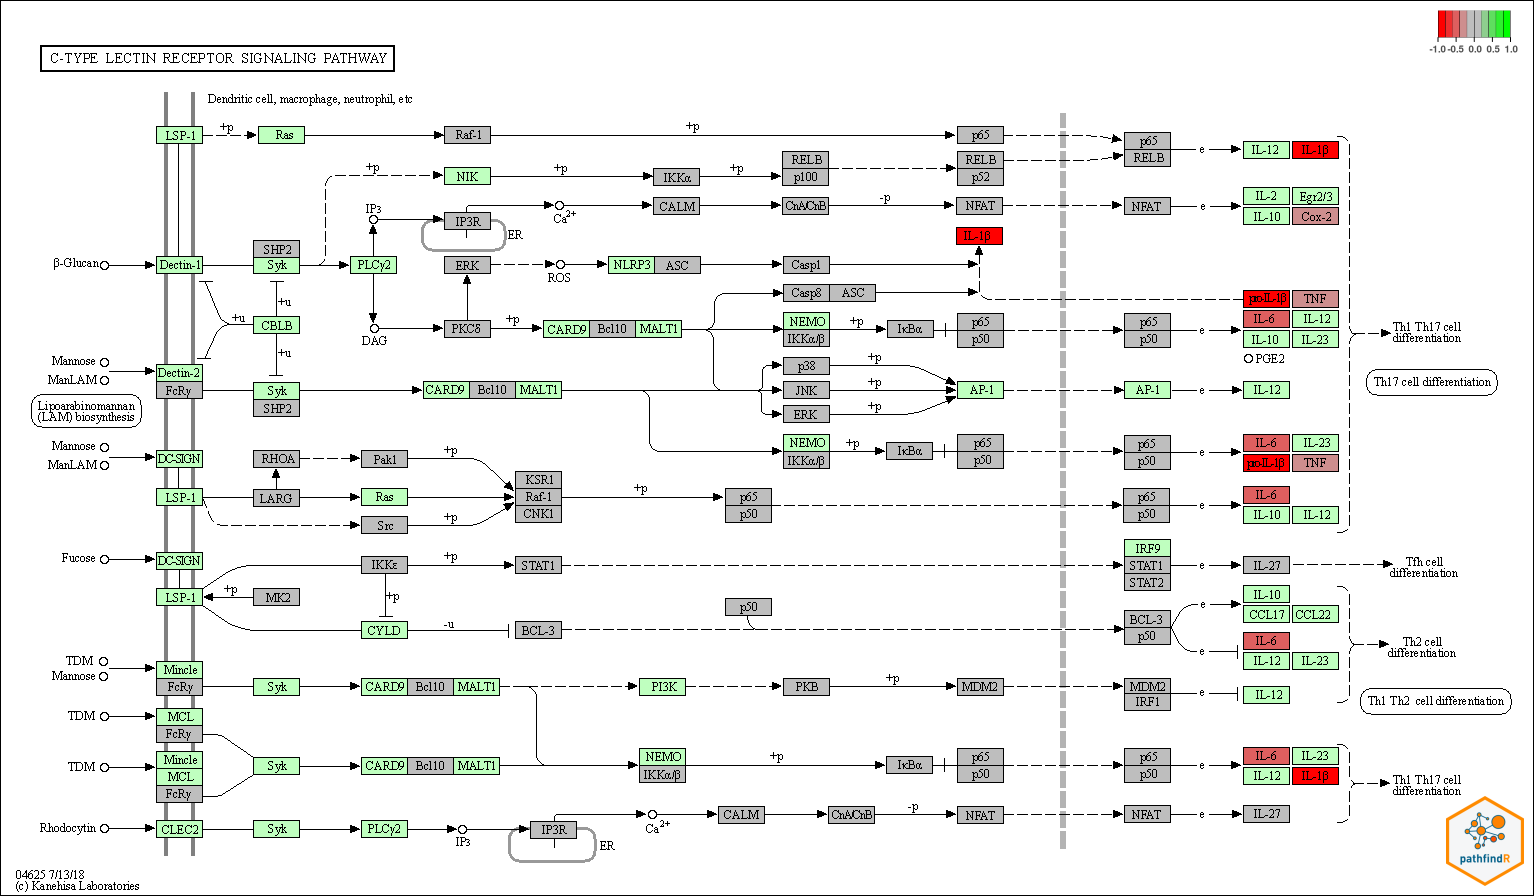 C-TYPE LECTIN RECEPTOR SIGNALING PATHWAY
-1.0 -0.5 0.0 0.5 1.0
Dendritic cell, macrophage, neutrophil, etc
LSP-1 +p Ras Raf-1 +p p65 p65 RELB e IL-12 IL-1β
+p NIK +p IKKα +p RELB p100 RELB p52
IP3 IP3R ER Ca2+ CALM CnA/CnB -p NFAT NFAT e IL-2 Egr2/3
IL-10 Cox-2
IL-1β
β-Glucan Dectin-1 SHP2 Syk PLCγ2 ERK ROS NLRP3 ASC Casp1
+u Casp8 ASC pro-IL-1β TNF
+u CBLB DAG PKCδ +p CARD9 Bcl10 MALT1 NEMO IKKα/β +p IκBα p65 p50 p65 p50 e IL-6 IL-12
IL-10 IL-23
PGE2
Th1 Th17 cell
differentiation
+u
Mannose
ManLAM
Dectin-2 FcRγ Syk SHP2 CARD9 Bcl10 MALT1
p38 +p
JNK +p AP-1 AP-1 e IL-12
ERK +p
Th17 cell differentiation
Lipoarabinomannan
(LAM) biosynthesis
NEMO IKKα/β +p IκBα p65 p50 p65 p50 e IL-6 IL-23
pro-IL-1β TNF
Mannose
ManLAM
DC-SIGN RHOA Pak1 +p
LSP-1 LARG Ras KSR1 Raf-1 CNK1 +p p65 p50 p65 p50 e IL-6
IL-10 IL-12
Src +p
Fucose DC-SIGN IKKε +p STAT1 IRF9 STAT1 STAT2 e IL-27
Tfh cell
differentiation
LSP-1 +p MK2 +p
CYLD -u BCL-3 p50 BCL-3 p50 e IL-10
CCL17 CCL22
e IL-6
IL-12 IL-23
Th2 cell
differentiation
TDM
Mannose
Mincle FcRγ Syk CARD9 Bcl10 MALT1 PI3K PKB +p MDM2 MDM2 IRF1 e IL-12
Th1 Th2 cell differentiation
TDM MCL FcRγ
TDM Mincle MCL FcRγ Syk CARD9 Bcl10 MALT1 NEMO IKKα/β +p IκBα p65 p50 p65 p50 e IL-6 IL-23
IL-12 IL-1β
Th1 Th17 cell
differentiation
Rhodocytin CLEC2 Syk PLCγ2 IP3 IP3R ER Ca2+ CALM CnA/CnB -p NFAT NFAT e IL-27
pathfindR
04625 7/13/18
(c) Kanehisa Laboratories